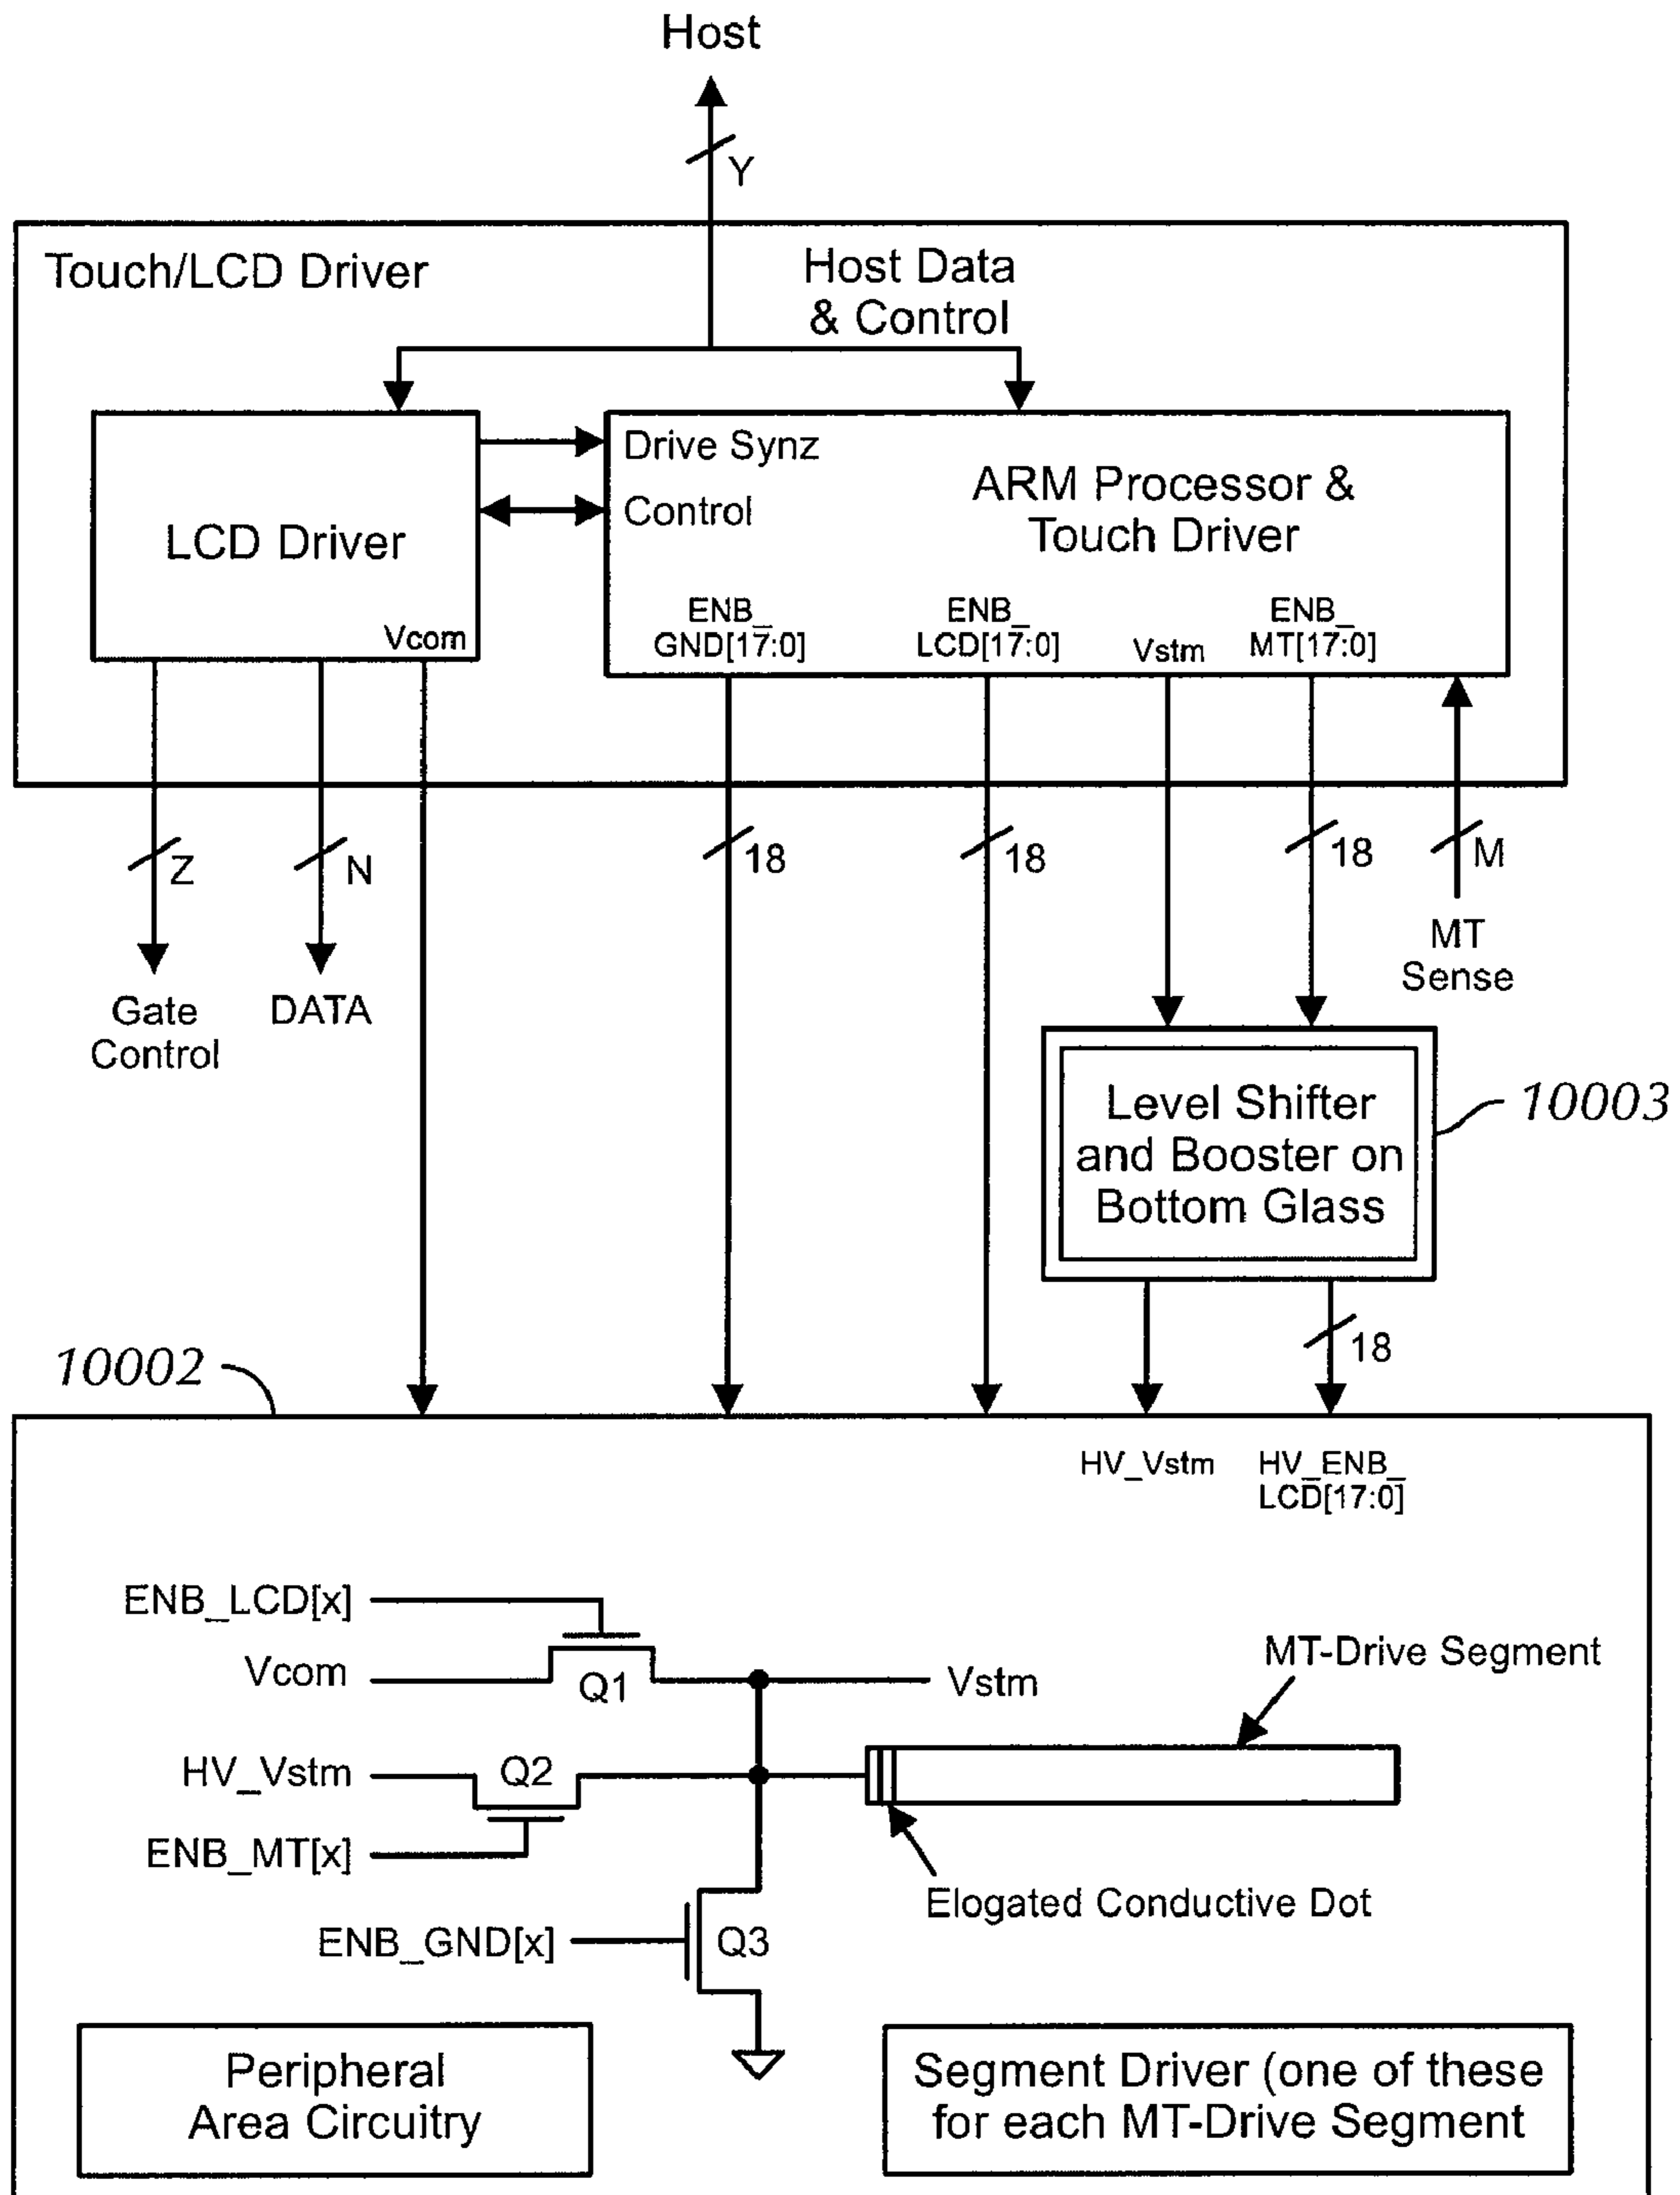 Host
Y
Touch/LCD Driver
Host Data
& Control
Drive Synz
Control
LCD Driver
ARM Processor &
Touch Driver
Vcom
ENB_
GND[17:0]
ENB_
LCD[17:0]
Vstm
ENB_
MT[17:0]
Z
N
18
18
18
M
Gate
Control
DATA
MT
Sense
Level Shifter
and Booster on
Bottom Glass
10003
18
10002
HV_Vstm
HV_ENB_
LCD[17:0]
ENB_LCD[x]
Vcom
Q1
Vstm
MT-Drive Segment
HV_Vstm
Q2
ENB_MT[x]
Elogated Conductive Dot
ENB_GND[x]
Q3
Peripheral
Area Circuitry
Segment Driver (one of these
for each MT-Drive Segment